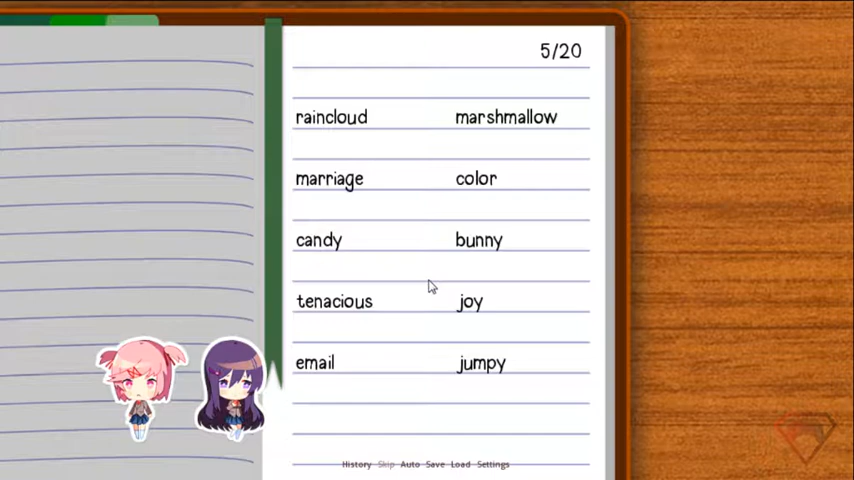 5/20
raincloud marshmallow
marriage color
candy bunny
tenacious joy
email jumpy
History Skip Auto Save Load Settings